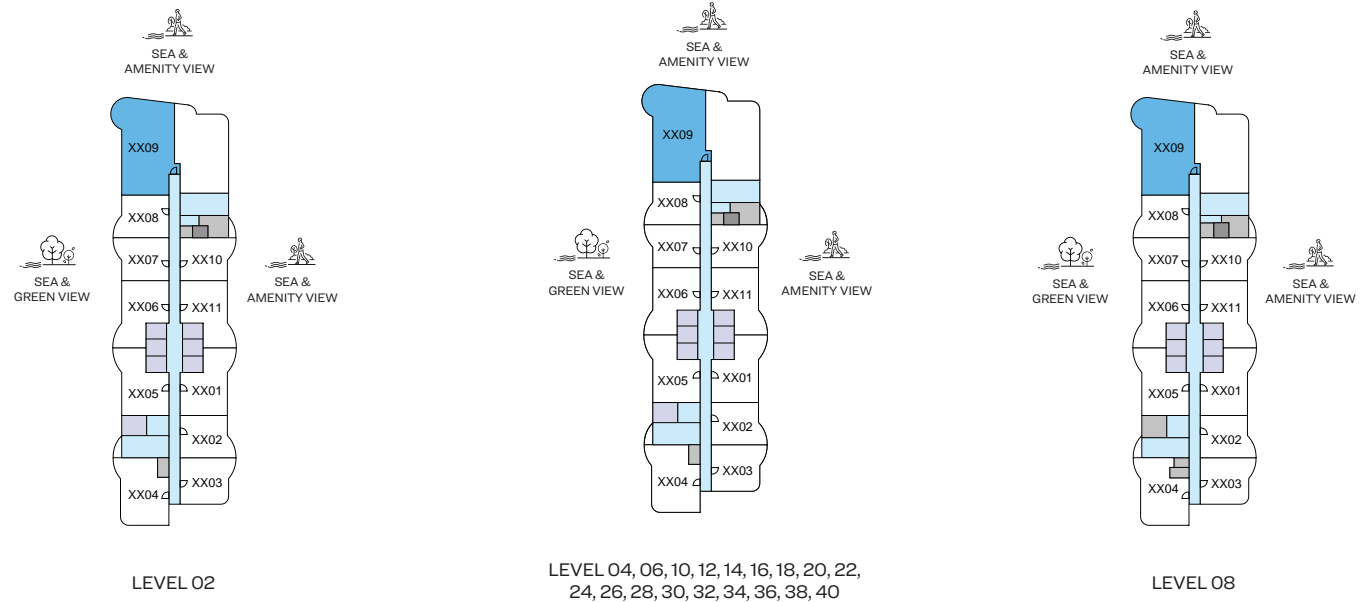 SEA &
AMENITY VIEW
XX09
XX08
XX07
XX10
XX06
XX11
XX05
XX01
XX02
XX04
XX03
SEA &
GREEN VIEW
SEA &
AMENITY VIEW
LEVEL 02
SEA &
AMENITY VIEW
XX09
XX08
XX07
XX10
XX06
XX11
XX05
XX01
XX02
XX04
XX03
SEA &
GREEN VIEW
SEA &
AMENITY VIEW
LEVEL 04, 06, 10, 12, 14, 16, 18, 20, 22,
24, 26, 28, 30, 32, 34, 36, 38, 40
SEA &
AMENITY VIEW
XX09
XX08
XX07
XX10
XX06
XX11
XX05
XX01
XX02
XX04
XX03
SEA &
GREEN VIEW
SEA &
AMENITY VIEW
LEVEL 08